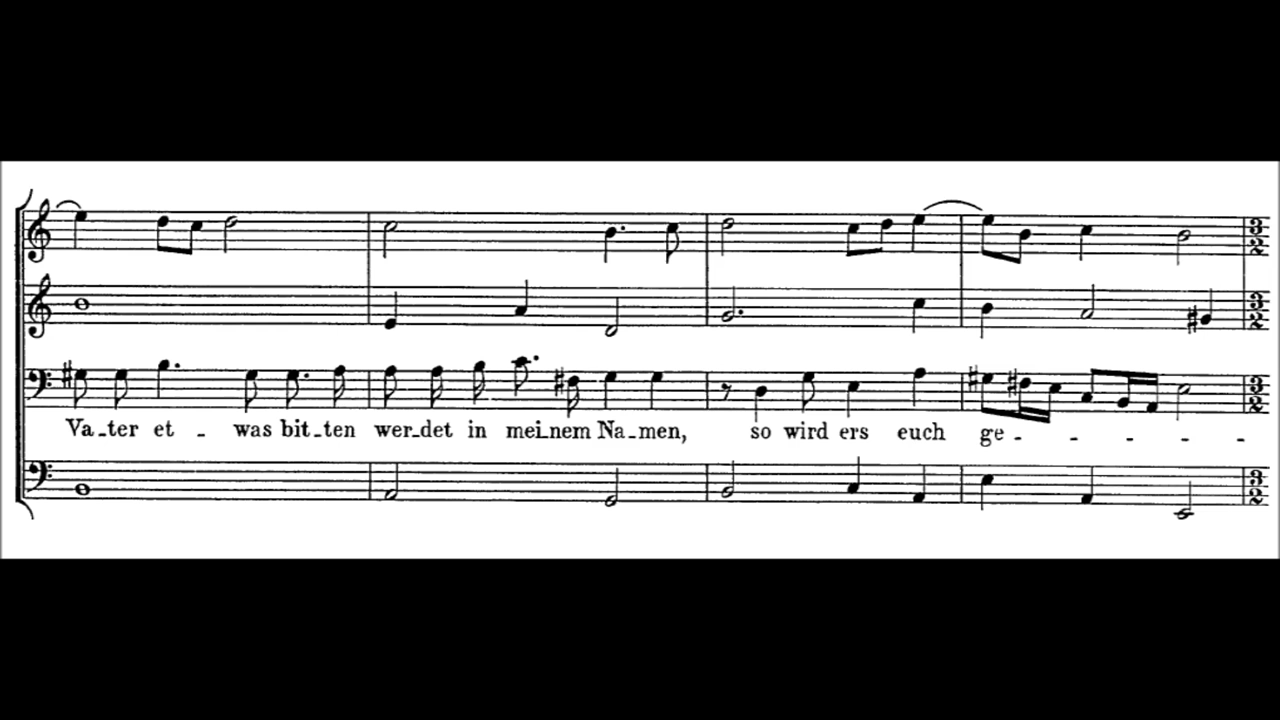 Va_ter et - was bit_ten wer_det in mei_nem Na_men, so wird ers euch ge - - - - -